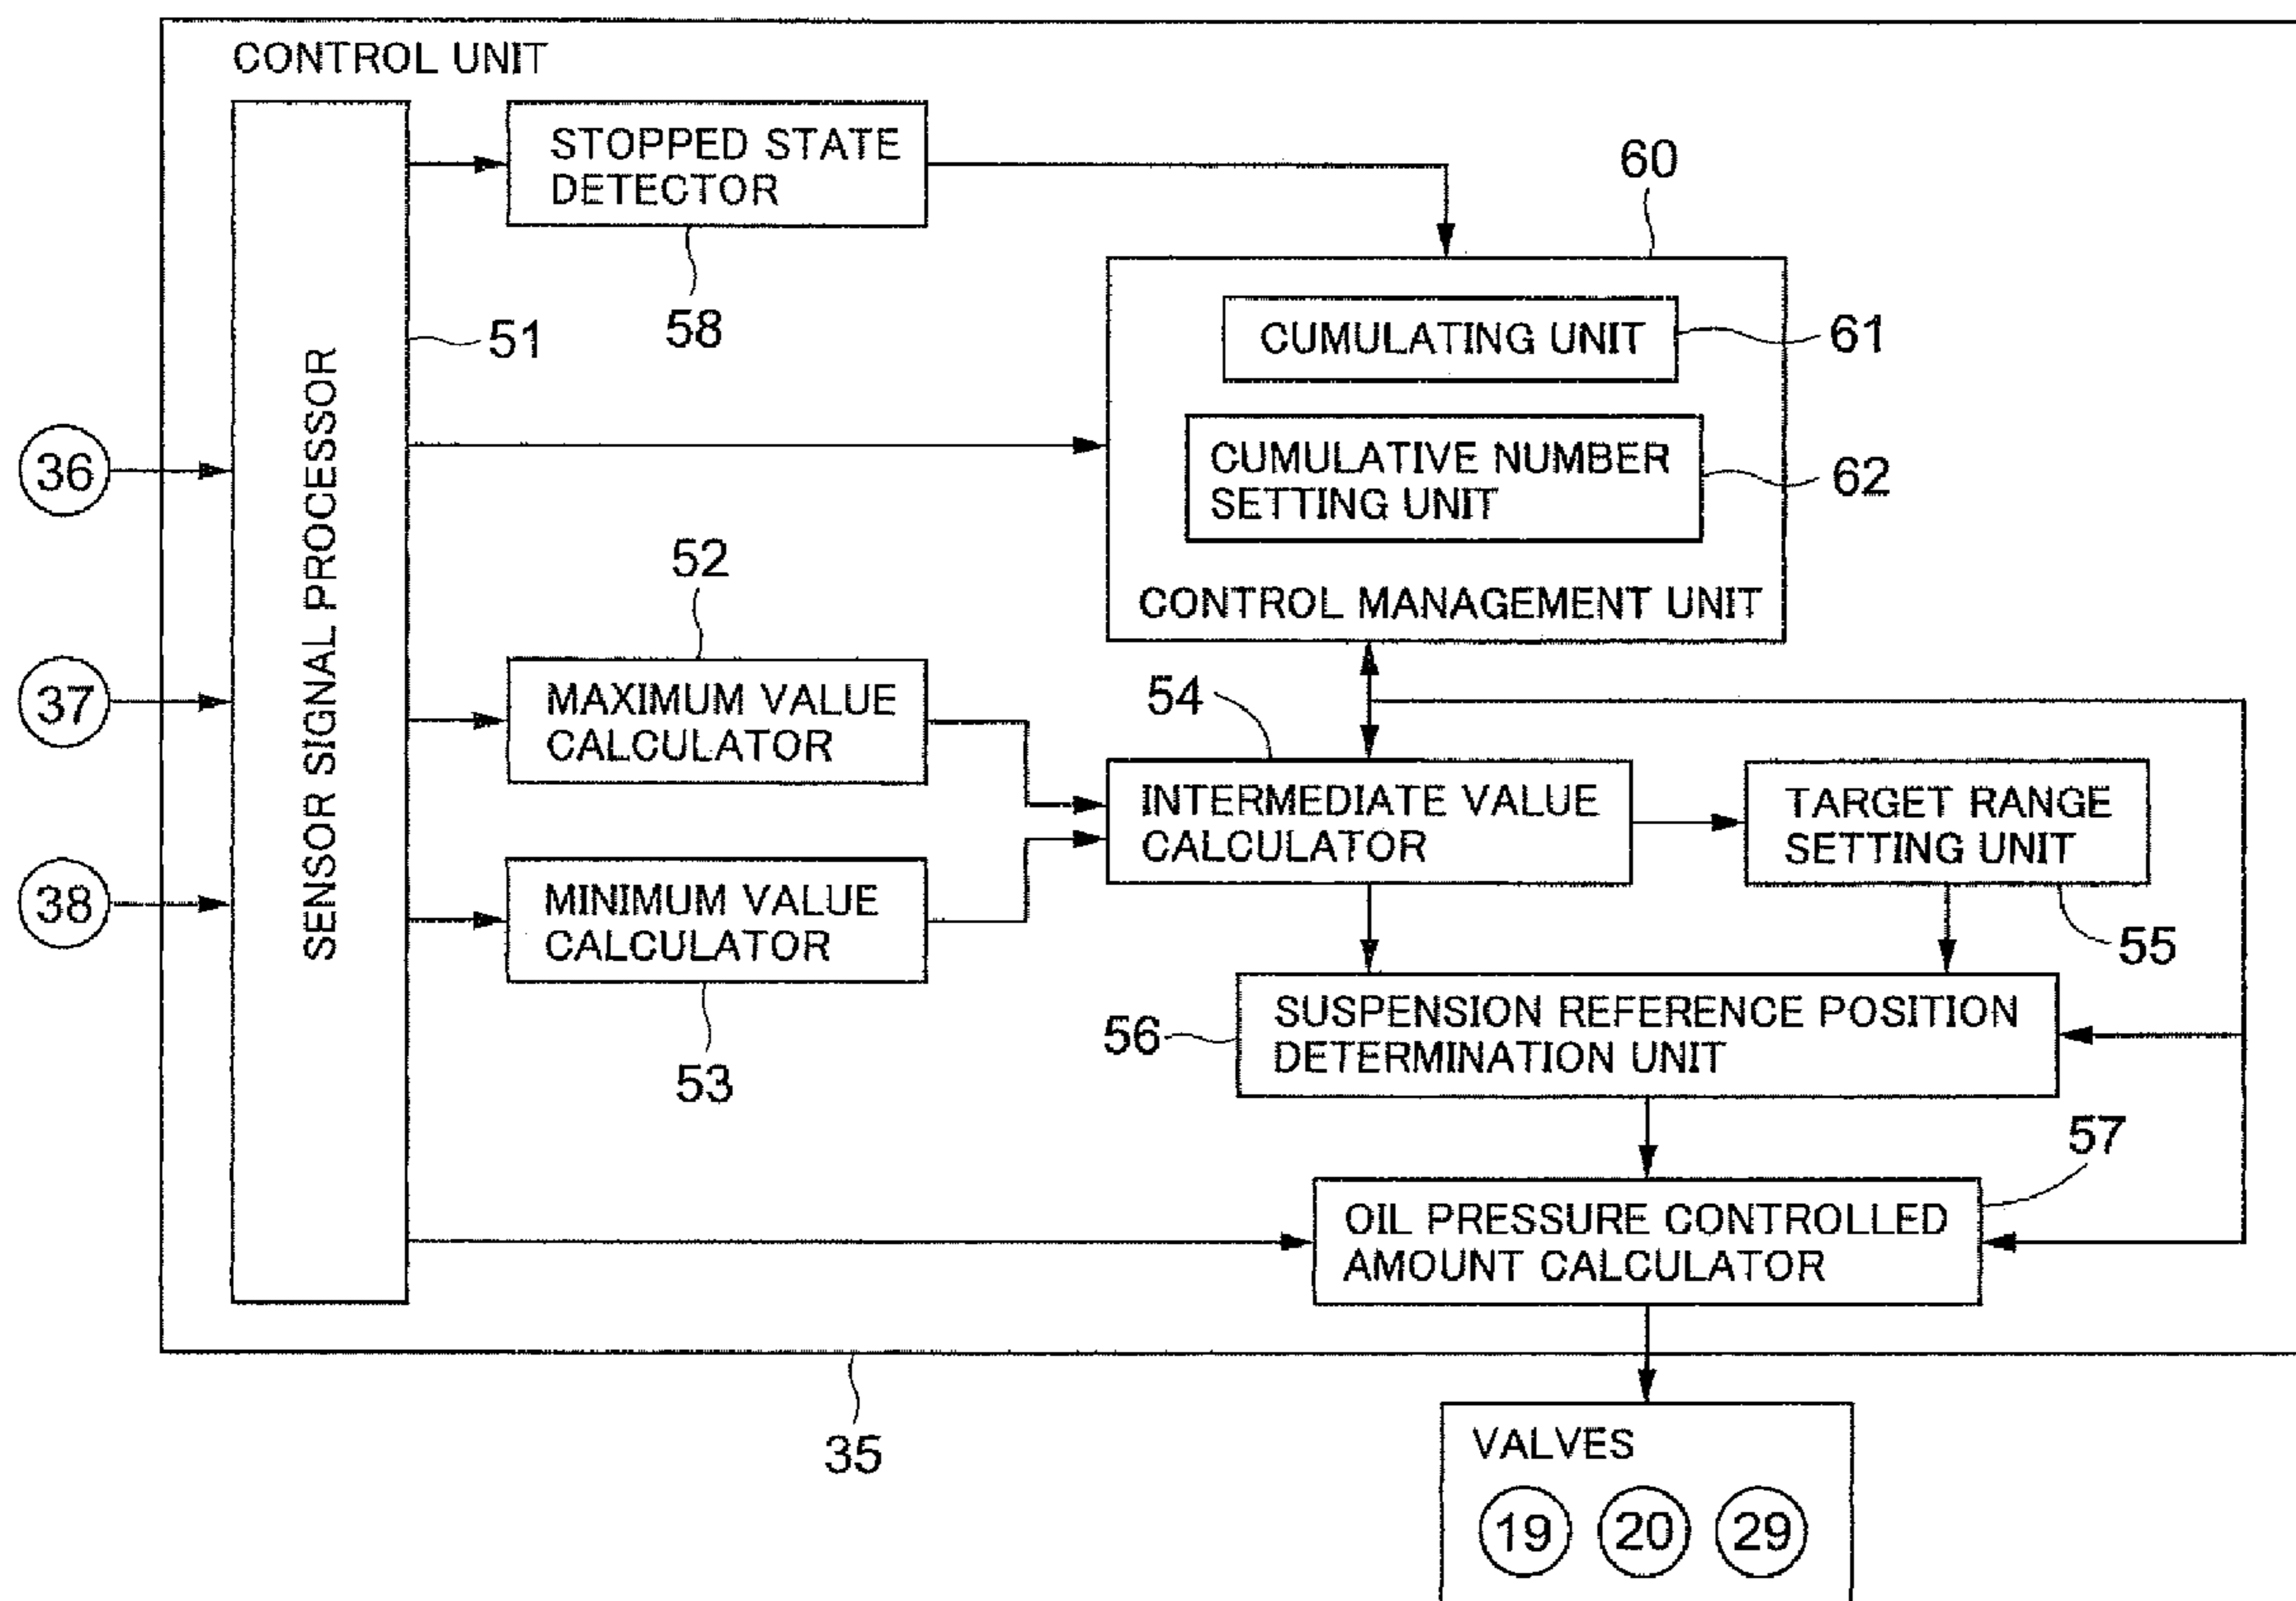 CONTROL UNIT
STOPPED STATE
DETECTOR
58
60
51
SENSOR SIGNAL PROCESSOR
36
37
38
CUMULATING UNIT
61
CUMULATIVE NUMBER
SETTING UNIT
62
CONTROL MANAGEMENT UNIT
52
MAXIMUM VALUE
CALCULATOR
MINIMUM VALUE
CALCULATOR
53
54
INTERMEDIATE VALUE
CALCULATOR
TARGET RANGE
SETTING UNIT
55
56
SUSPENSION REFERENCE POSITION
DETERMINATION UNIT
57
OIL PRESSURE CONTROLLED
AMOUNT CALCULATOR
35
VALVES
19 20 29